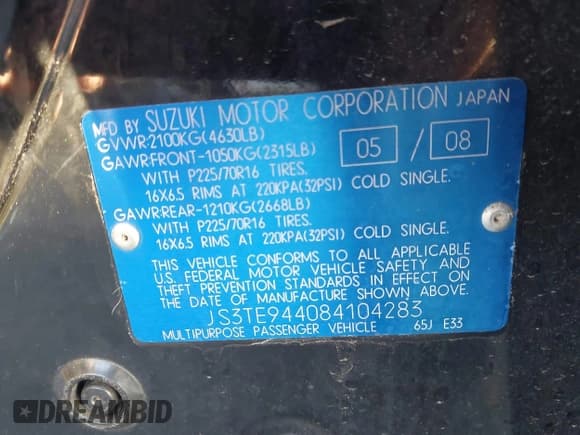 MFD BY SUZUKI MOTOR CORPORATION JAPAN
GVWR:2100KG(4630LB)
GAWR:FRONT-1050KG(2315LB) 05 / 08
WITH P225/70R16 TIRES.
16X6.5 RIMS AT 220KPA(32PSI) COLD SINGLE.
GAWR:REAR-1210KG(2668LB)
WITH P225/70R16 TIRES.
16X6.5 RIMS AT 220KPA(32PSI) COLD SINGLE.
THIS VEHICLE CONFORMS TO ALL APPLICABLE
U.S. FEDERAL MOTOR VEHICLE SAFETY AND
THEFT PREVENTION STANDARDS IN EFFECT ON
THE DATE OF MANUFACTURE SHOWN ABOVE.
JS3TE944084104283
MULTIPURPOSE PASSENGER VEHICLE 65J E33
DREAMBID